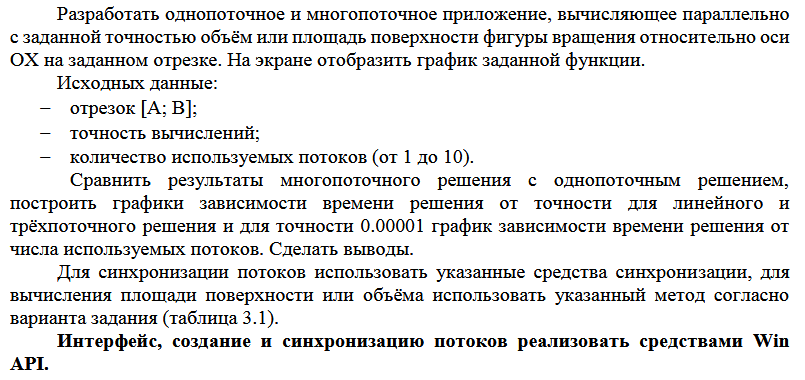 Разработать однопоточное и многопоточное приложение, вычисляющее параллельно
с заданной точностью объём или площадь поверхности фигуры вращения относительно оси
OX на заданном отрезке. На экране отобразить график заданной функции.
Исходных данные:
– отрезок [A; B];
– точность вычислений;
– количество используемых потоков (от 1 до 10).
Сравнить результаты многопоточного решения с однопоточным решением,
построить графики зависимости времени решения от точности для линейного и
трёхпоточного решения и для точности 0.00001 график зависимости времени решения от
числа используемых потоков. Сделать выводы.
Для синхронизации потоков использовать указанные средства синхронизации, для
вычисления площади поверхности или объёма использовать указанный метод согласно
варианта задания (таблица 3.1).
Интерфейс, создание и синхронизацию потоков реализовать средствами Win
API.